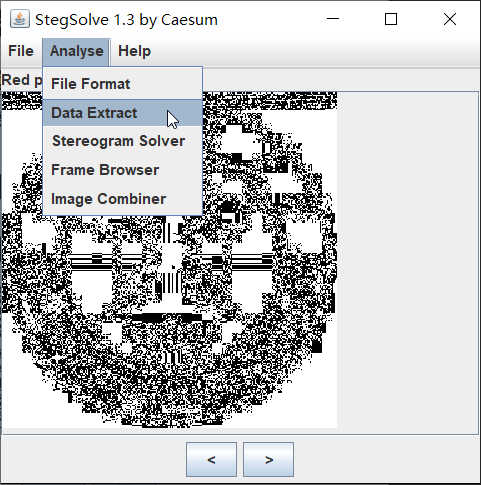 StegSolve 1.3 by Caesum
File Analyse Help
Red p
File Format
Data Extract
Stereogram Solver
Frame Browser
Image Combiner
< >